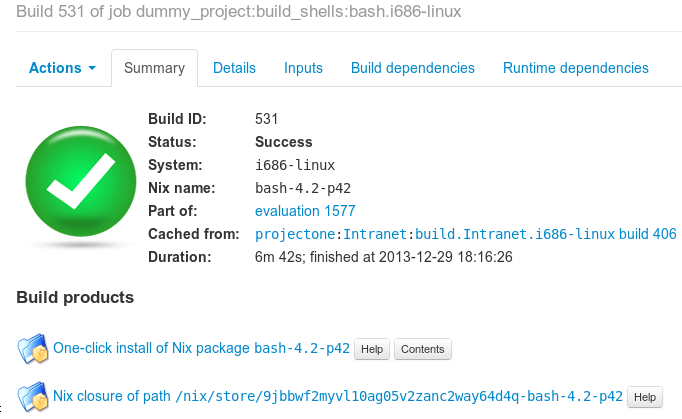 Build 531 of job dummy_project:build_shells:bash.i686-linux
Actions Summary Details Inputs Build dependencies Runtime dependencies
Build ID: 531
Status: Success
System: i686-linux
Nix name: bash-4.2-p42
Part of: evaluation 1577
Cached from: projectone:Intranet:build.Intranet.i686-linux build 406
Duration: 6m 42s; finished at 2013-12-29 18:16:26
Build products
One-click install of Nix package bash-4.2-p42 Help Contents
Nix closure of path /nix/store/9jbbwf2myvl10ag05v2zanc2way64d4q-bash-4.2-p42 Help